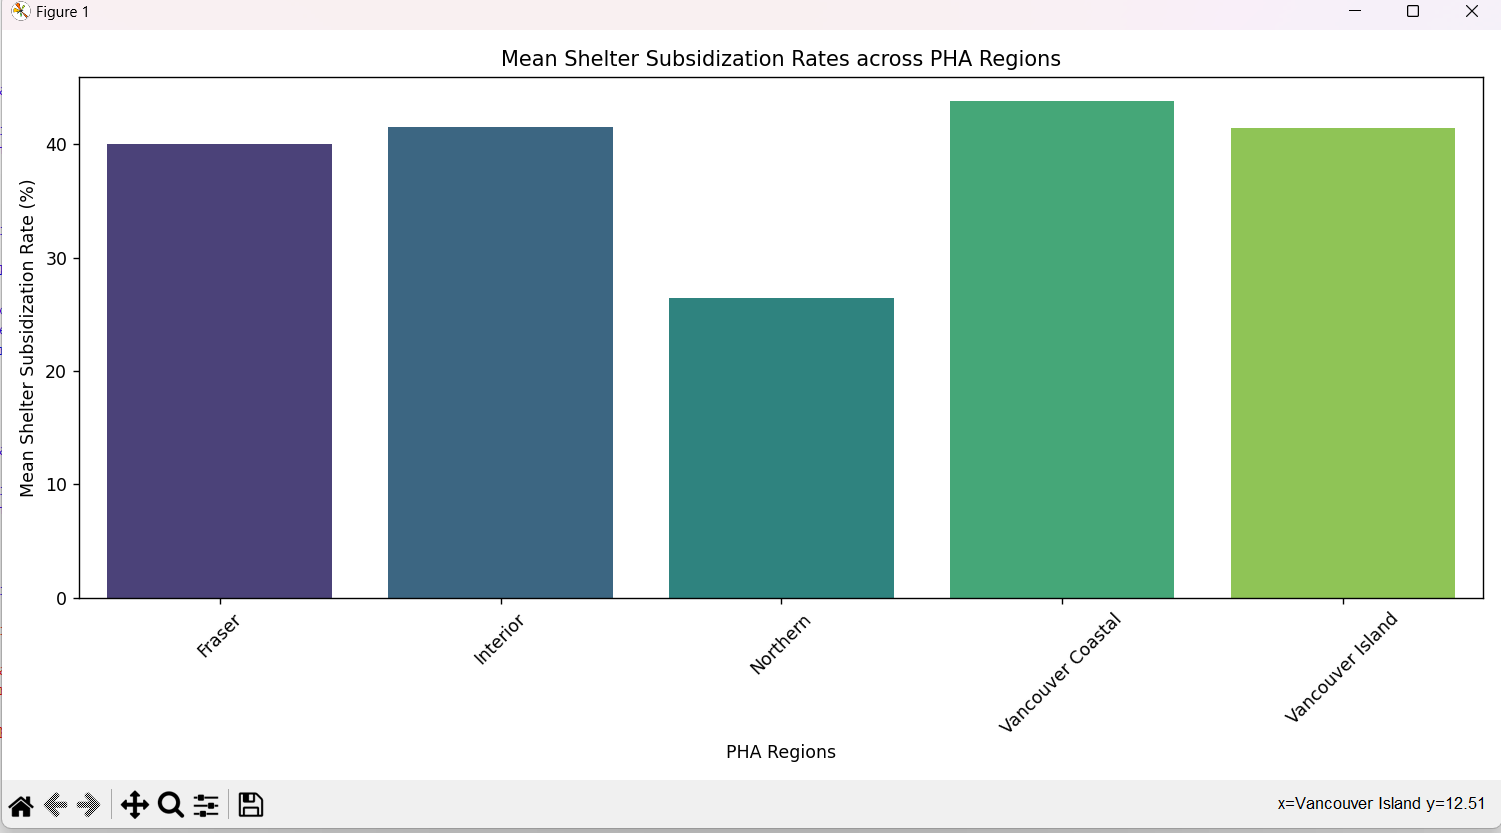 Figure 1
Mean Shelter Subsidization Rates across PHA Regions
Mean Shelter Subsidization Rate (%)
40
30
20
10
0
Fraser
Interior
Northern
Vancouver Coastal
Vancouver Island
PHA Regions
x=Vancouver Island y=12.51